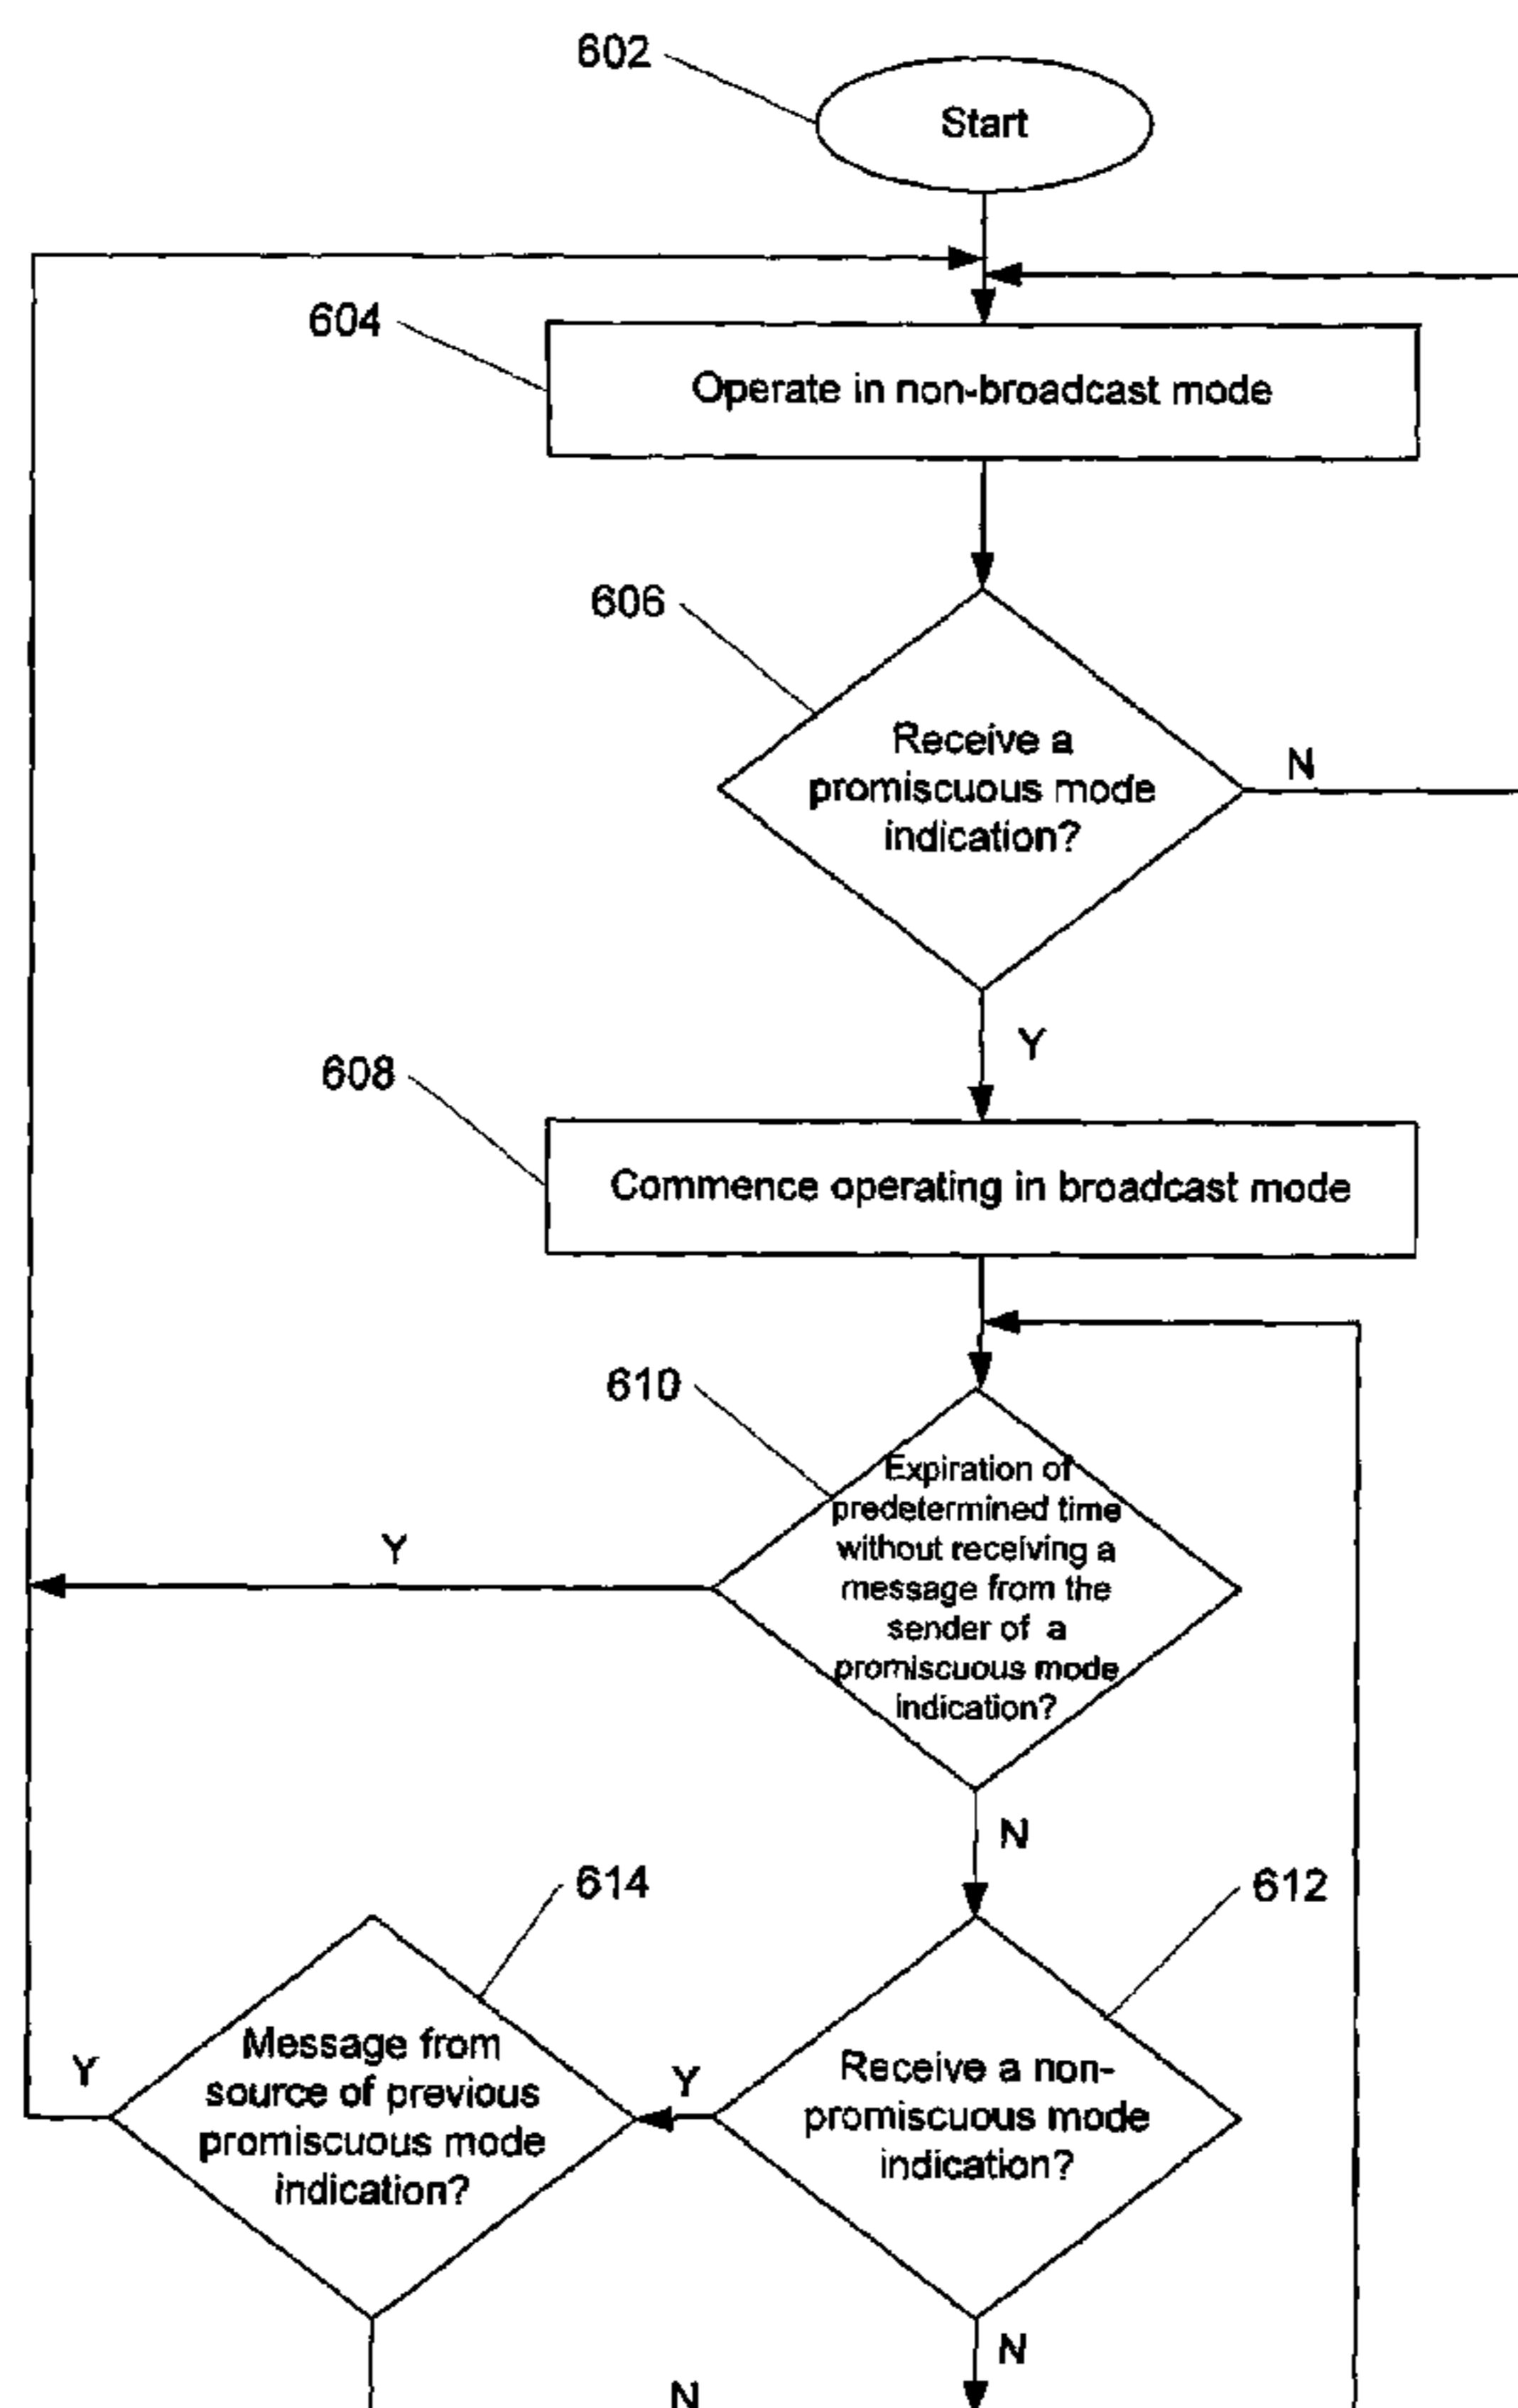 602
Start
604
Operate in non-broadcast mode
606
Receive a
promiscuous mode
indication?
N
Y
608
Commence operating in broadcast mode
610
Expiration of
predetermined time
without receiving a
message from the
sender of a
promiscuous mode
indication?
Y
N
614
612
Message from
source of previous
promiscuous mode
indication?
Y
Y
Receive a non-
promiscuous mode
indication?
N
N